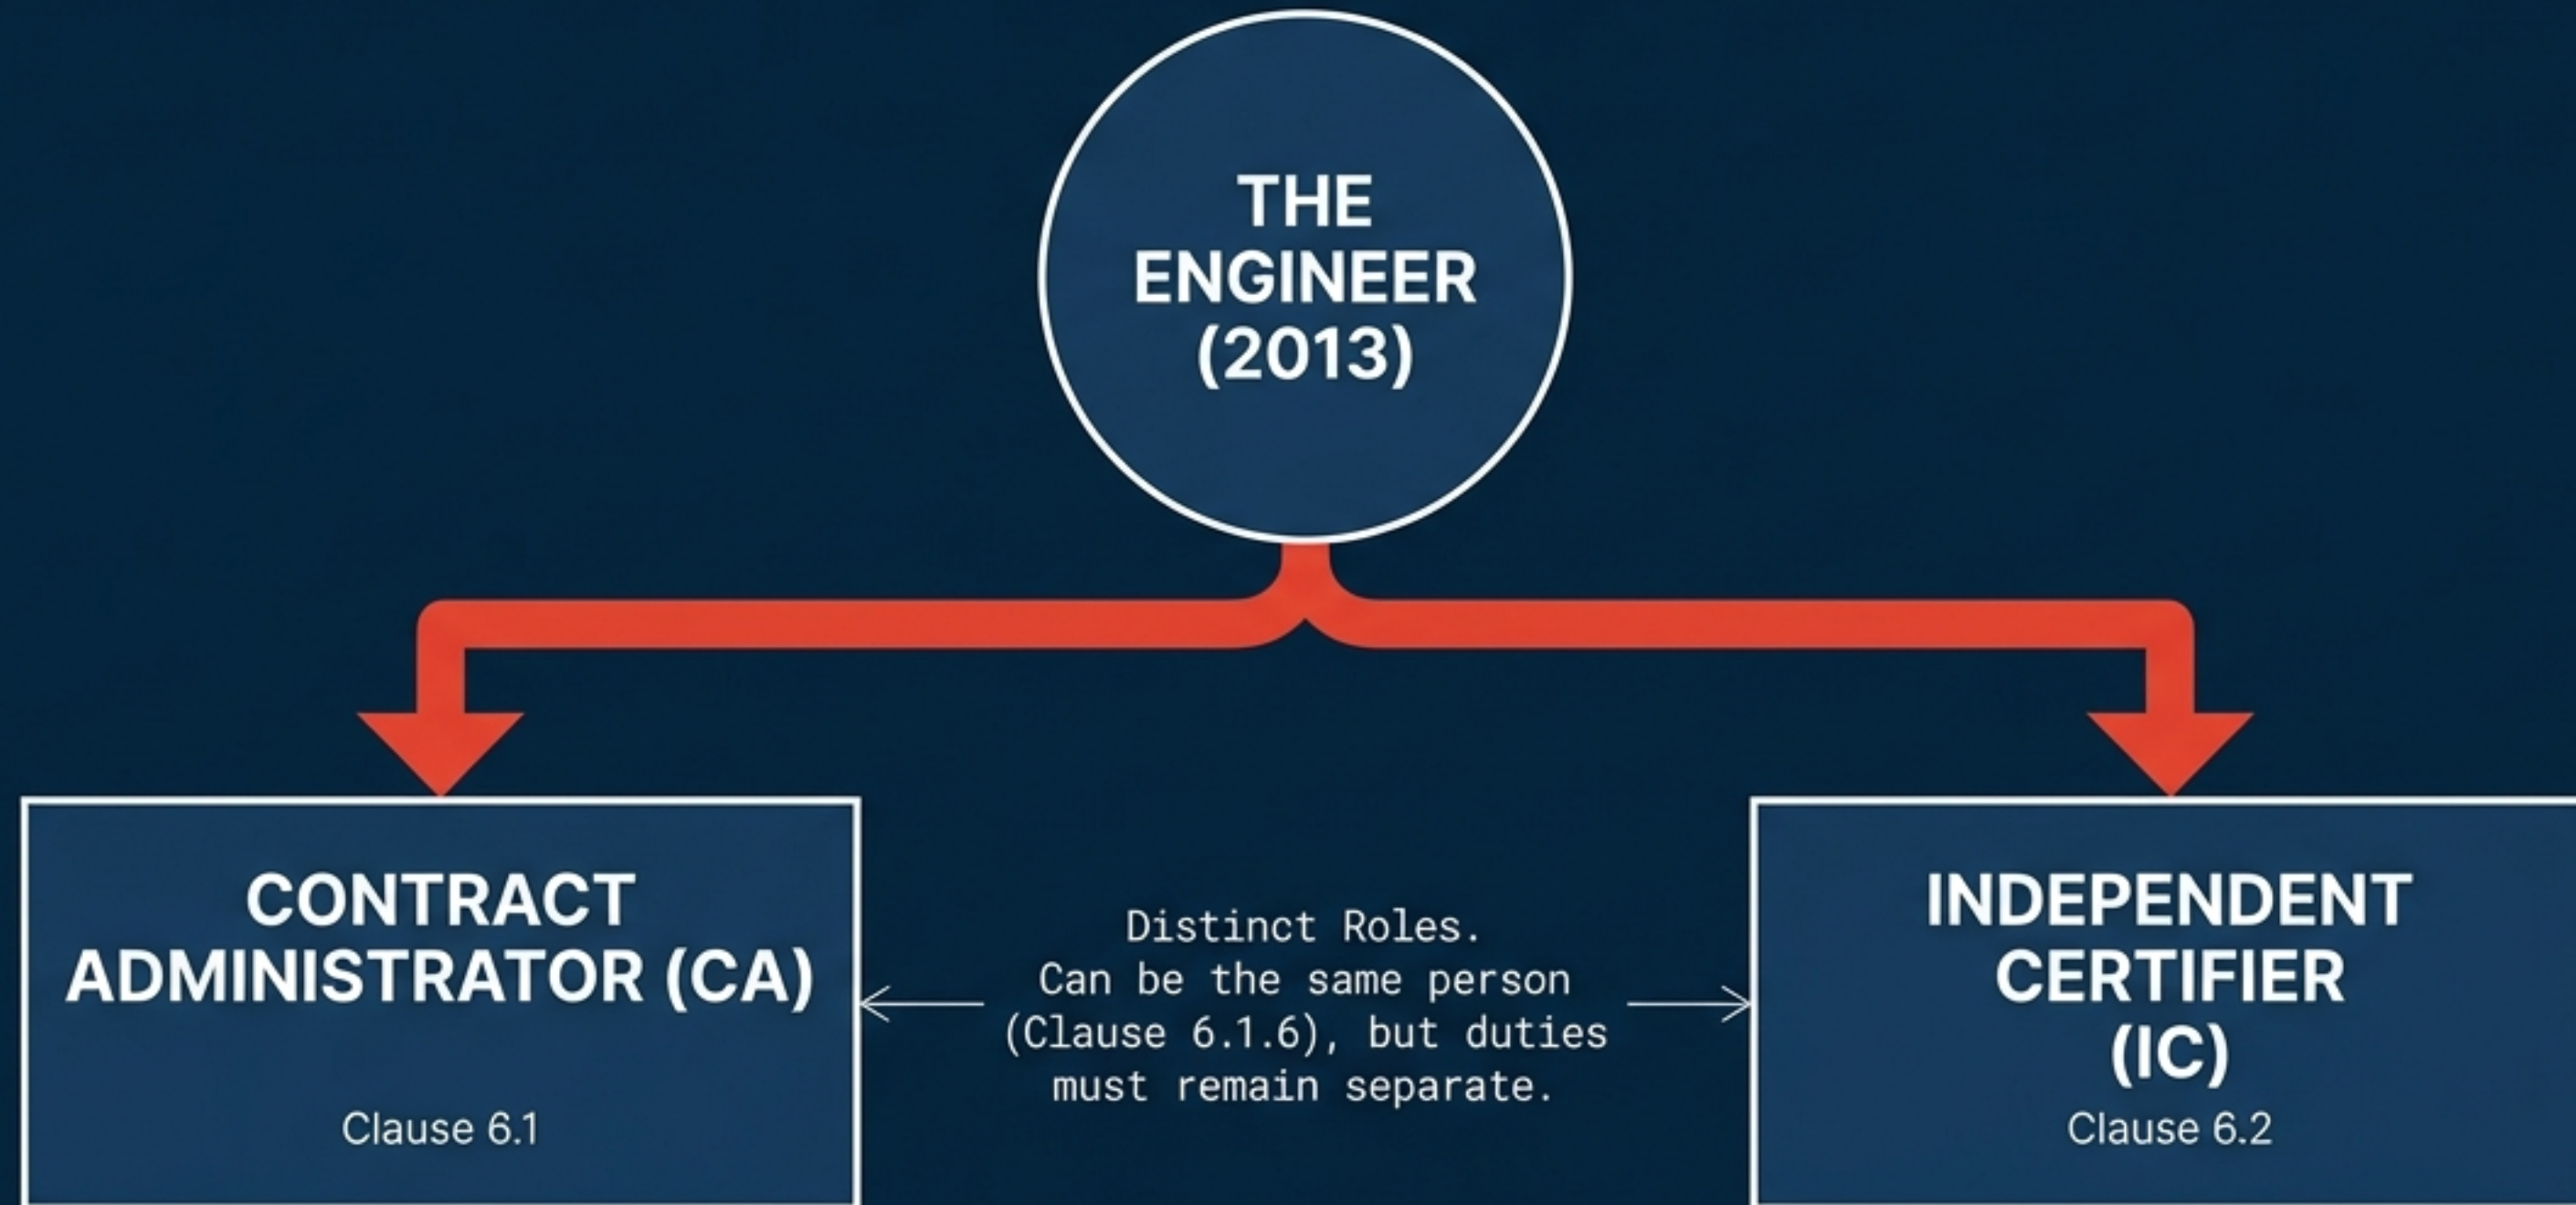 THE
ENGINEER
(2013)
CONTRACT
ADMINISTRATOR (CA)
Clause 6.1
Distinct Roles.
Can be the same person
(Clause 6.1.6), but duties
must remain separate.
INDEPENDENT
CERTIFIER
(IC)
Clause 6.2